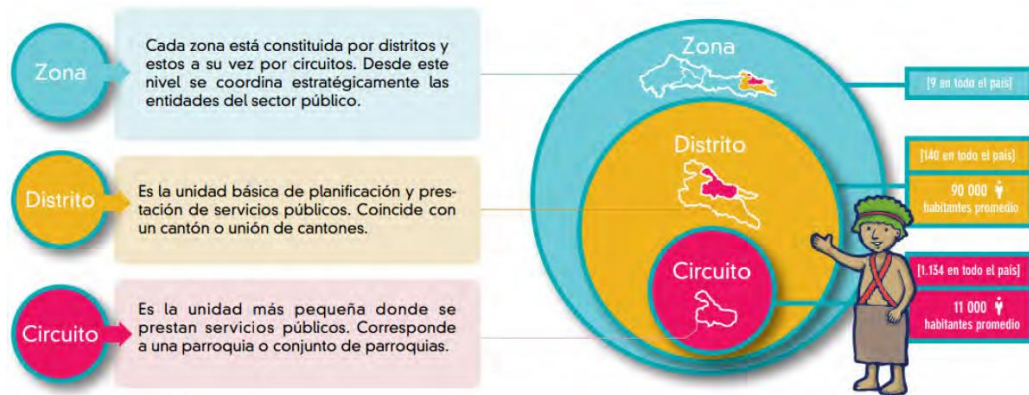 Zona
Cada zona está constituida por distritos y
estos a su vez por circuitos. Desde este
nivel se coordina estratégicamente las
entidades del sector público.
Distrito
Es la unidad básica de planificación y pres-
tación de servicios públicos. Coincide con
un cantón o unión de cantones.
Circuito
Es la unidad más pequeña donde se
prestan servicios públicos. Corresponde
a una parroquia o conjunto de parroquias.
Zona
Distrito
Circuito
[9 en todo el país]
[140 en todo el país]
90 000
habitantes promedio
[1.134 en todo el país]
11 000
habitantes promedio